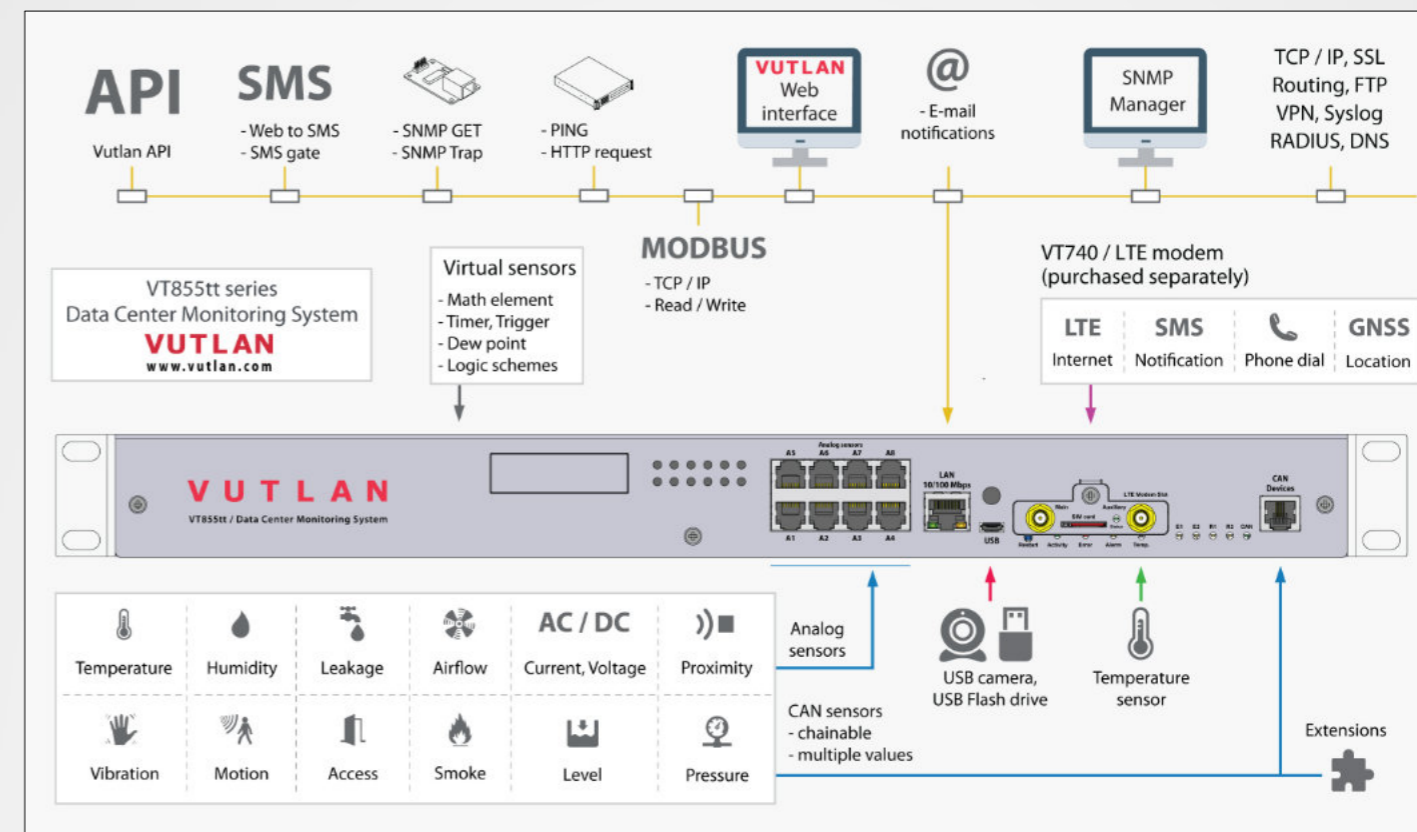 API
Vutlan API
SMS
- Web to SMS
- SMS gate
- SNMP GET
- SNMP Trap
- PING
- HTTP request
VUTLAN
Web
interface
@
- E-mail
notifications
SNMP
Manager
TCP / IP, SSL
Routing, FTP
VPN, Syslog
RADIUS, DNS
MODBUS
- TCP / IP
- Read / Write
VT855tt series
Data Center Monitoring System
VUTLAN
www.vutlan.com
Virtual sensors
- Math element
- Timer, Trigger
- Dew point
- Logic schemes
VT740 / LTE modem
(purchased separately)
LTE
Internet
SMS
Notification
Phone dial
GNSS
Location
VUTLAN
VT855tt / Data Center Monitoring System
Analog sensors
A5 A6 A7 A8
A1 A2 A3 A4
LAN
10/100 Mbps
USB
LTE Modem Slot
Main
Auxiliary
SIM card
Status
Restart Activity Error Alarm Temp.
E1 E2 R1 R2 CAN
CAN
Devices
Temperature
Humidity
Leakage
Airflow
AC / DC
Current, Voltage
Proximity
Vibration
Motion
Access
Smoke
Level
Pressure
Analog
sensors
CAN sensors
- chainable
- multiple values
USB camera,
USB Flash drive
Temperature
sensor
Extensions